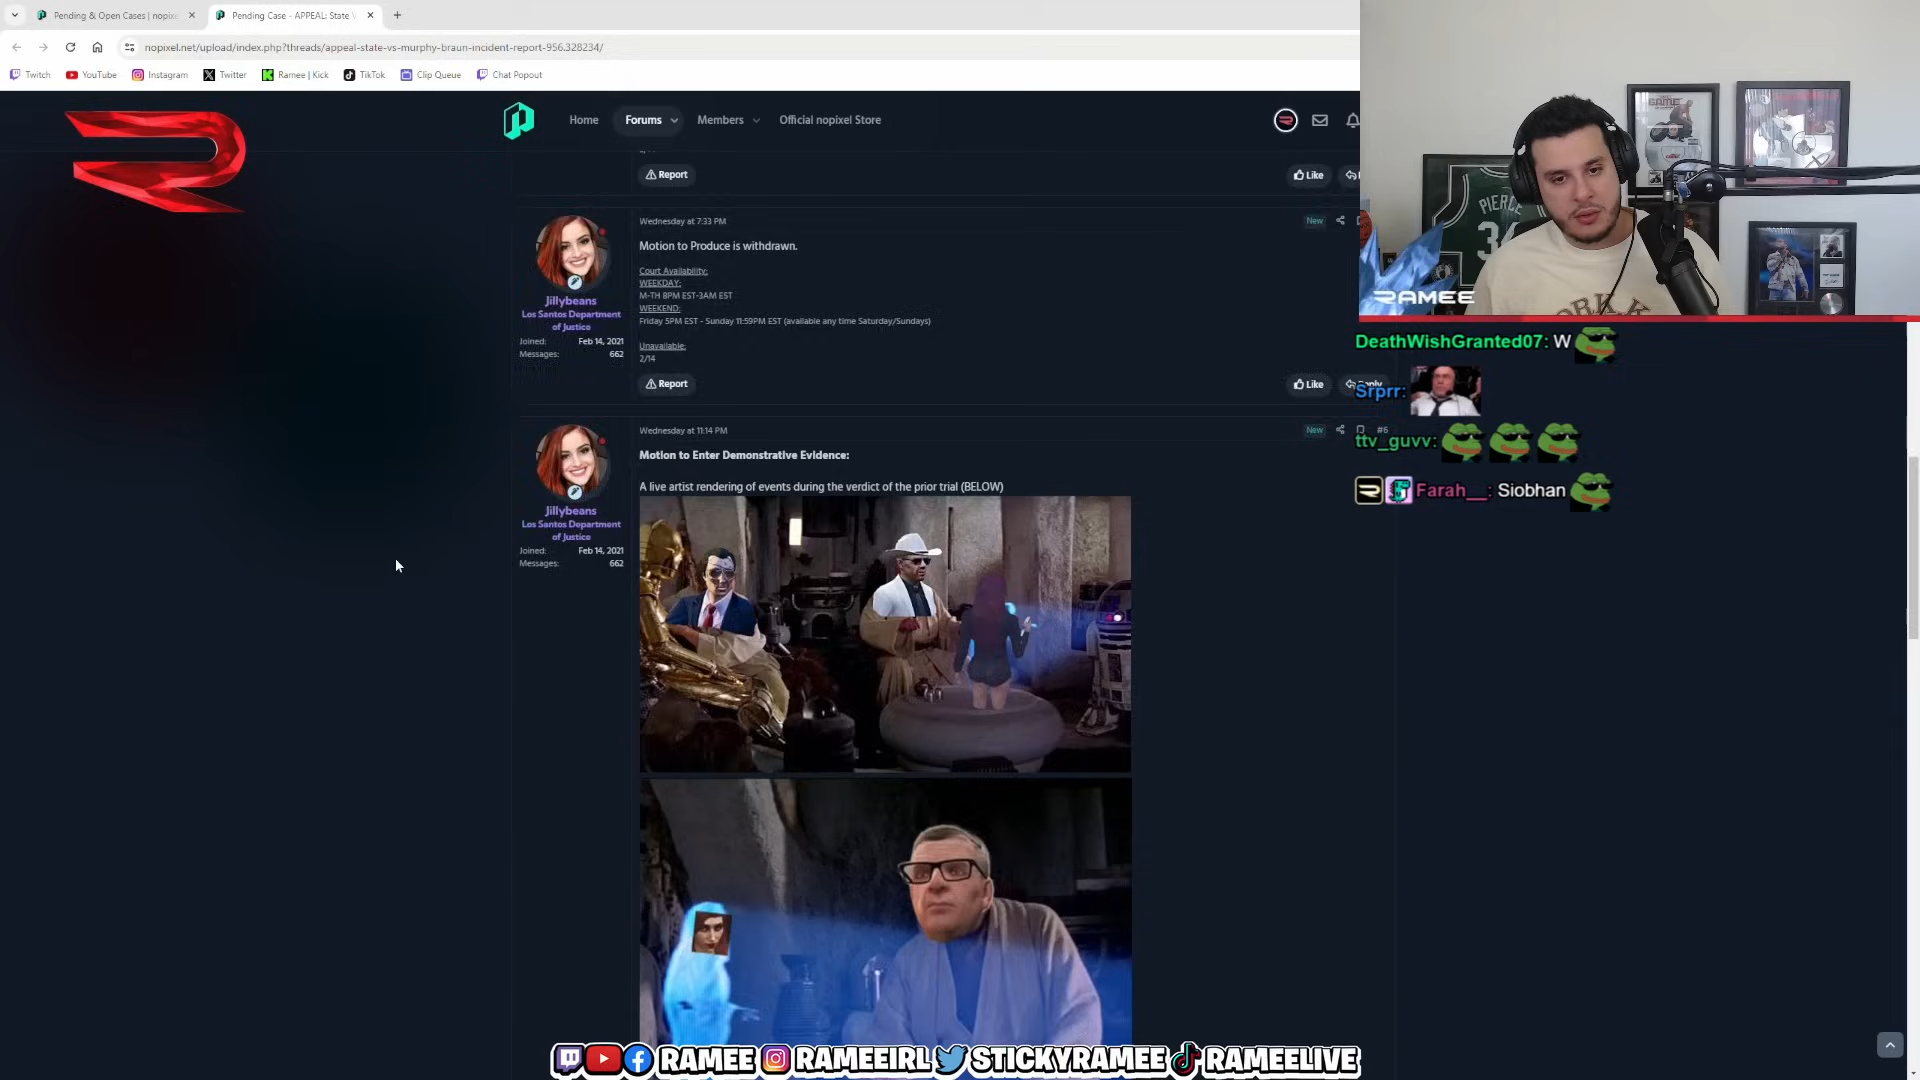 Pending & Open Cases | nopixe
Pending Case - APPEAL: State V
nopixel.net/upload/index.php?threads/appeal-state-vs-murphy-braun-incident-report-956.328234/
Twitch
YouTube
Instagram
Twitter
Ramee | Kick
TikTok
Clip Queue
Chat Popout
Home
Forums
Members
Official nopixel Store
Report
Like
Wednesday at 7:33 PM
New
Motion to Produce is withdrawn.
Court Availability:
WEEKDAY:
M-TH 8PM EST-3AM EST
WEEKEND:
Friday 5PM EST - Sunday 11:59PM EST (available any time Saturday/Sundays)
Unavailable:
2/14
Jillybeans
Los Santos Department
of Justice
Joined: Feb 14, 2021
Messages: 662
Report
Like
Reply
Wednesday at 11:14 PM
New
#6
Motion to Enter Demonstrative Evidence:
A live artist rendering of events during the verdict of the prior trial (BELOW)
Jillybeans
Los Santos Department
of Justice
Joined: Feb 14, 2021
Messages: 662
PIERCE
RAMEE
DeathWishGranted07: W
Srprr:
ttv_guvv:
Farah__: Siobhan
RAMEE
RAMEEIRL
STICKYRAMEE
RAMEELIVE